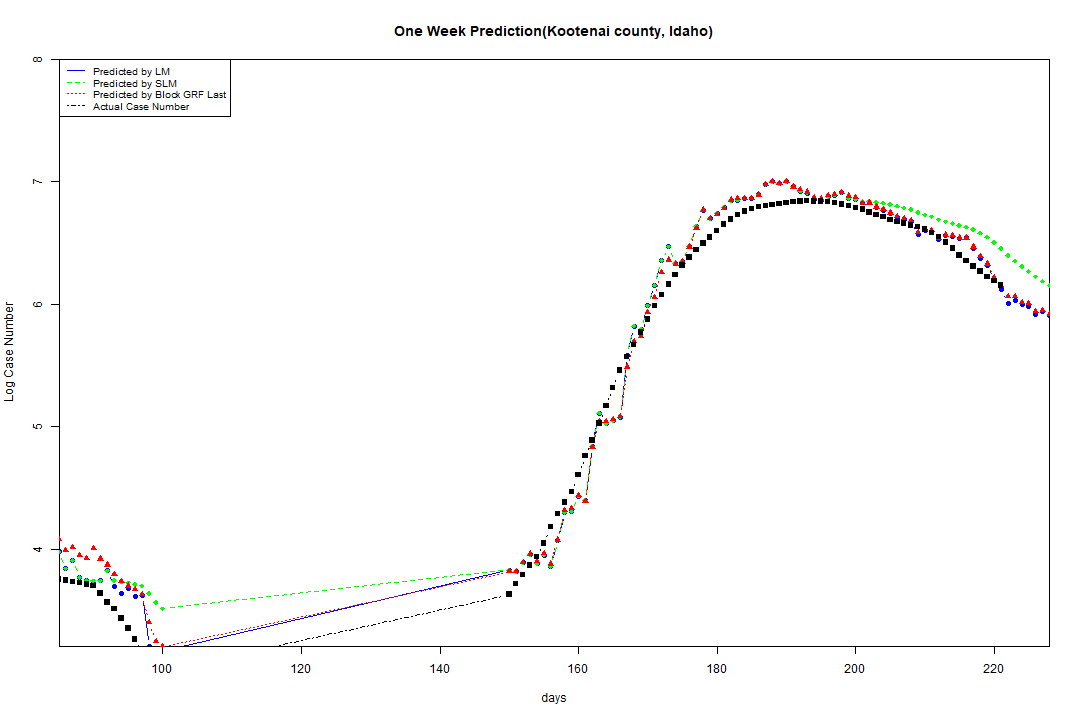 One Week Prediction(Kootenai county, Idaho)
Predicted by LM
Predicted by SLM
Predicted by Block GRF Last
Actual Case Number
8
7
6
5
4
Log Case Number
100 120 140 160 180 200 220
days